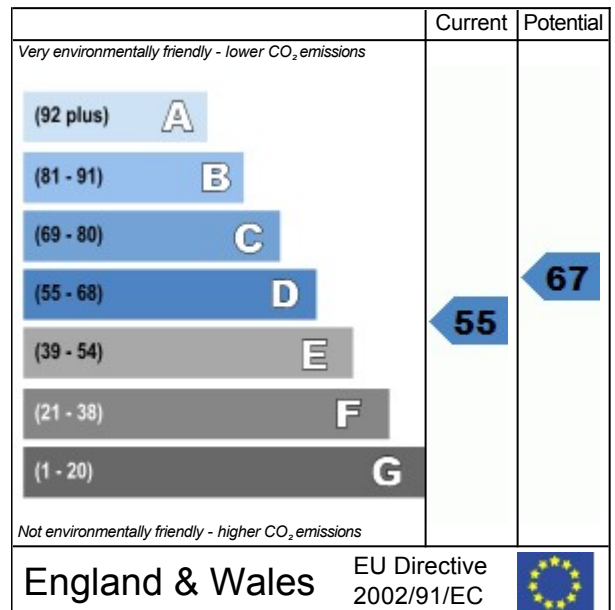 Current Potential
Very environmentally friendly - lower CO₂ emissions
(92 plus) A
(81 - 91) B
(69 - 80) C
(55 - 68) D
67
55
(39 - 54) E
(21 - 38) F
(1 - 20) G
Not environmentally friendly - higher CO₂ emissions
England & Wales
EU Directive
2002/91/EC